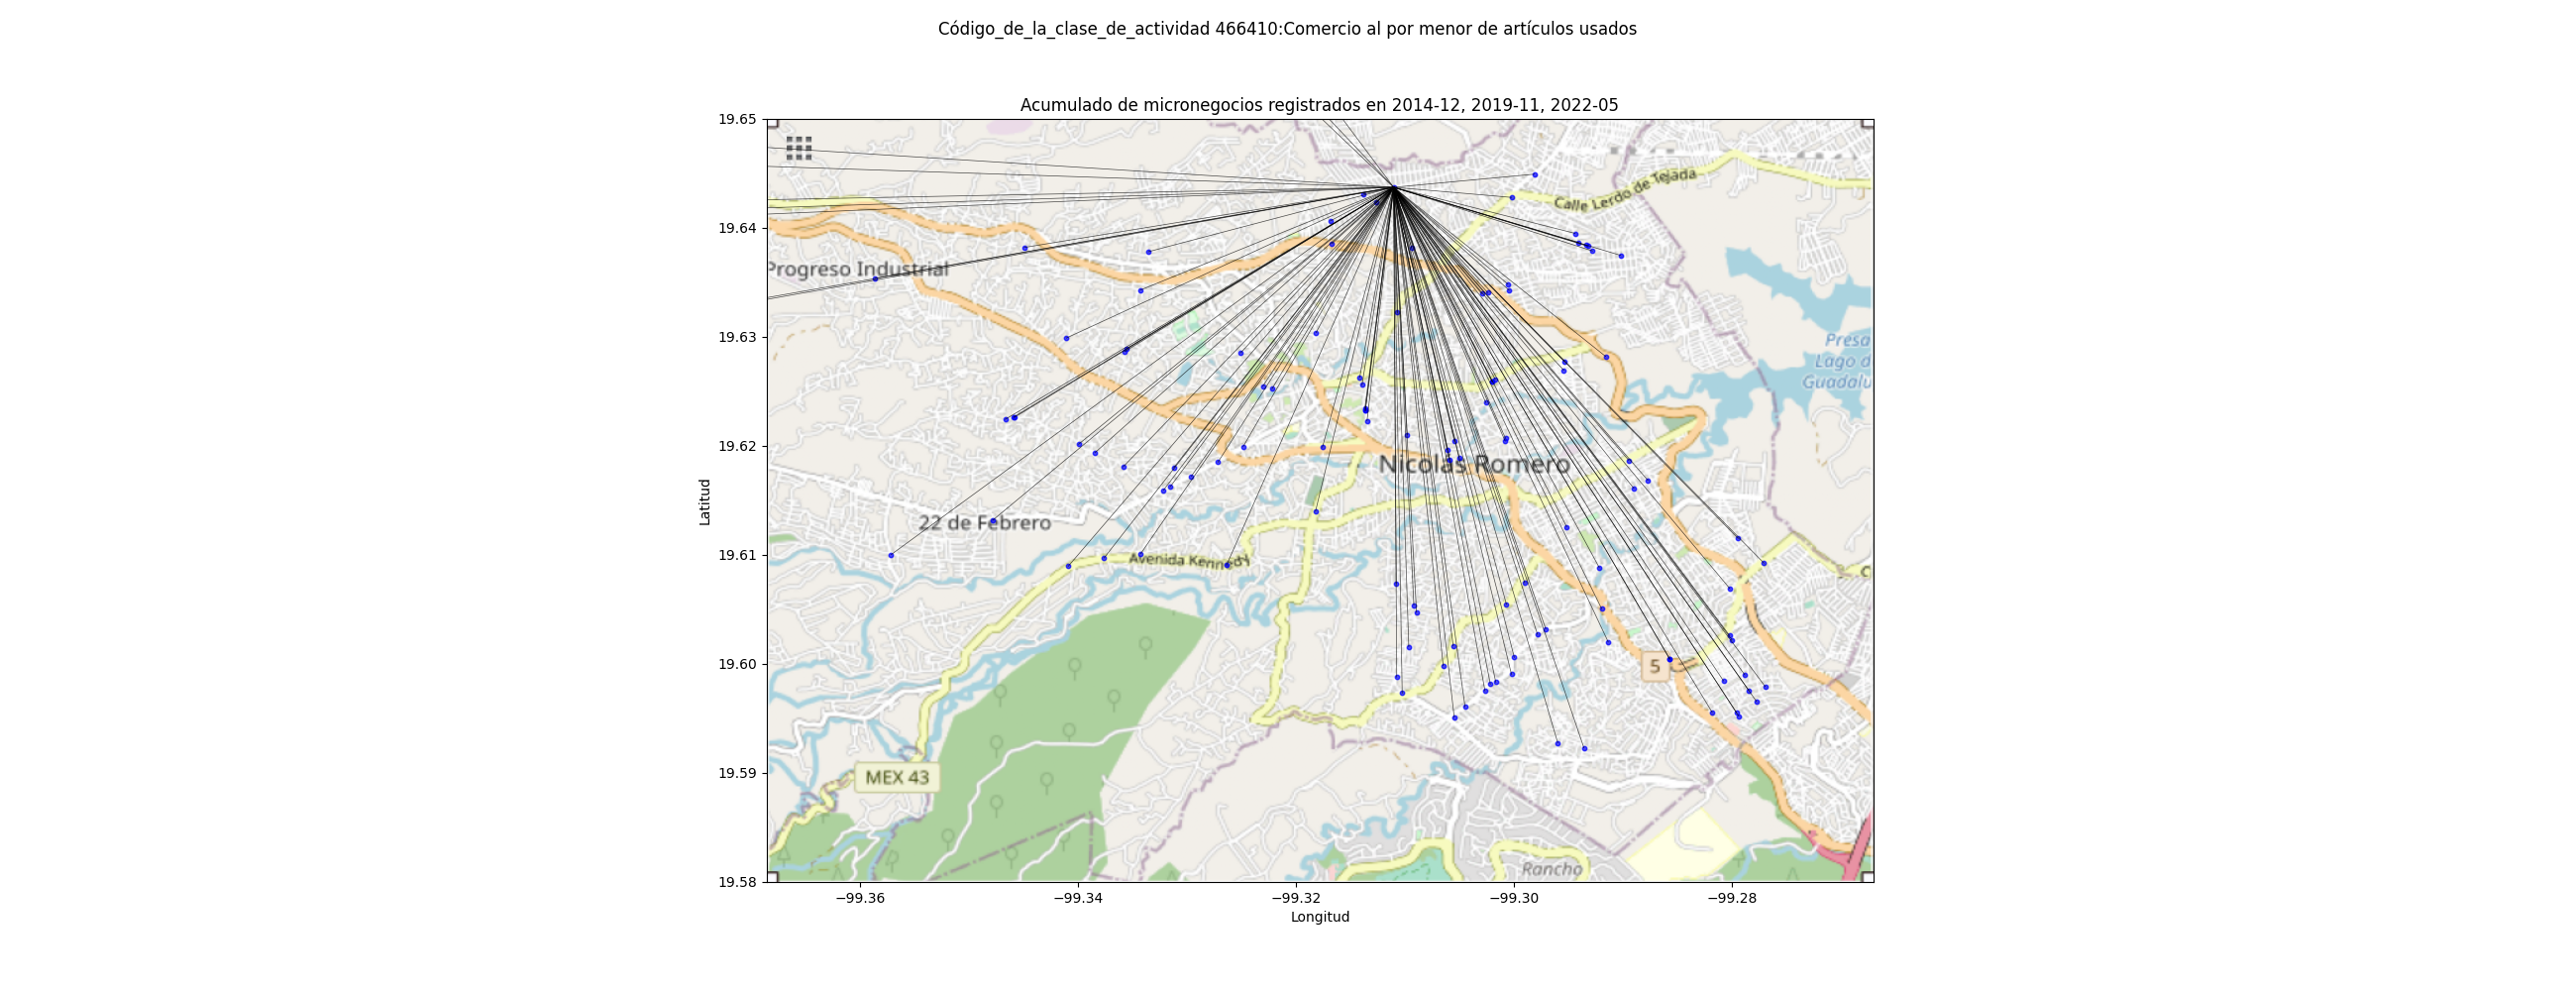 Código_de_la_clase_de_actividad 466410:Comercio al por menor de artículos usados
Acumulado de micronegocios registrados en 2014-12, 2019-11, 2022-05
19.65
19.64
19.63
19.62
19.61
19.60
19.59
19.58
Latitud
Calle Lerdo de Tejada
Progreso Industrial
Presa
Lago d
Guadalu
Nicolás Romero
22 de Febrero
Avenida Kennedy
5
MEX 43
Rancho
−99.36
−99.34
−99.32
−99.30
−99.28
Longitud